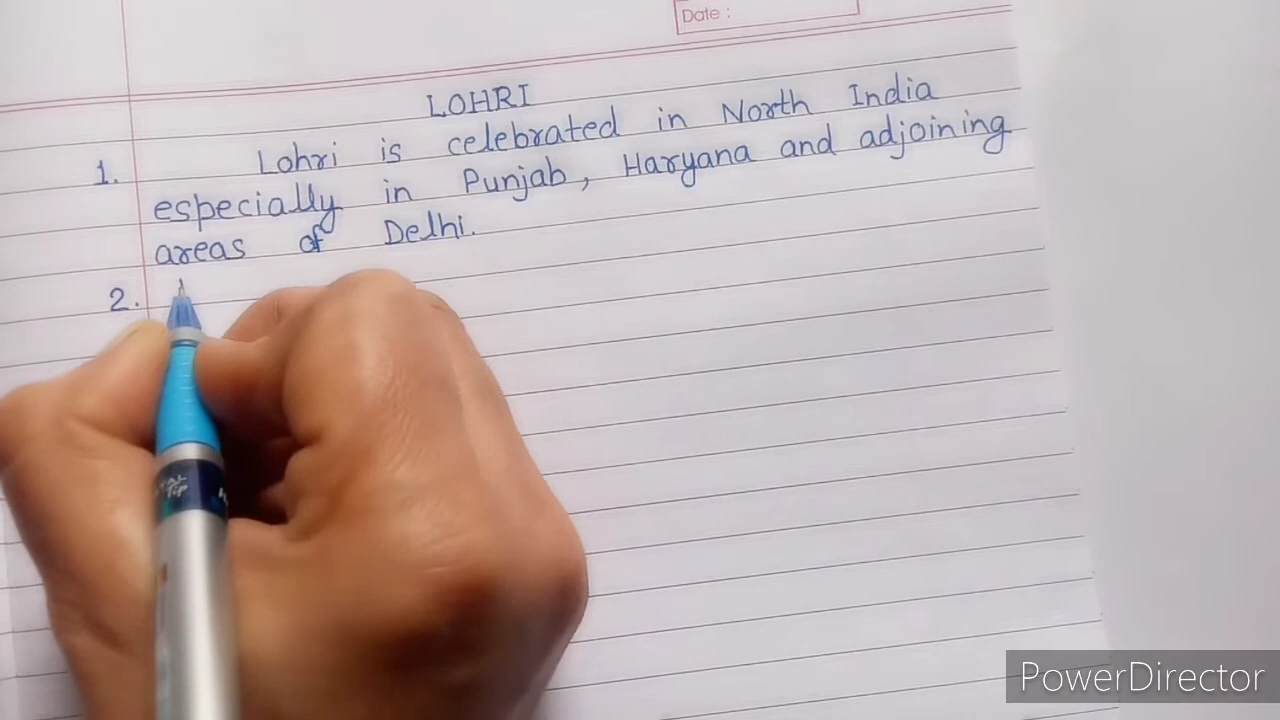 Date :
LOHRI
1. Lohri is celebrated in North India
especially in Punjab, Haryana and adjoining
areas of Delhi.
2.
PowerDirector